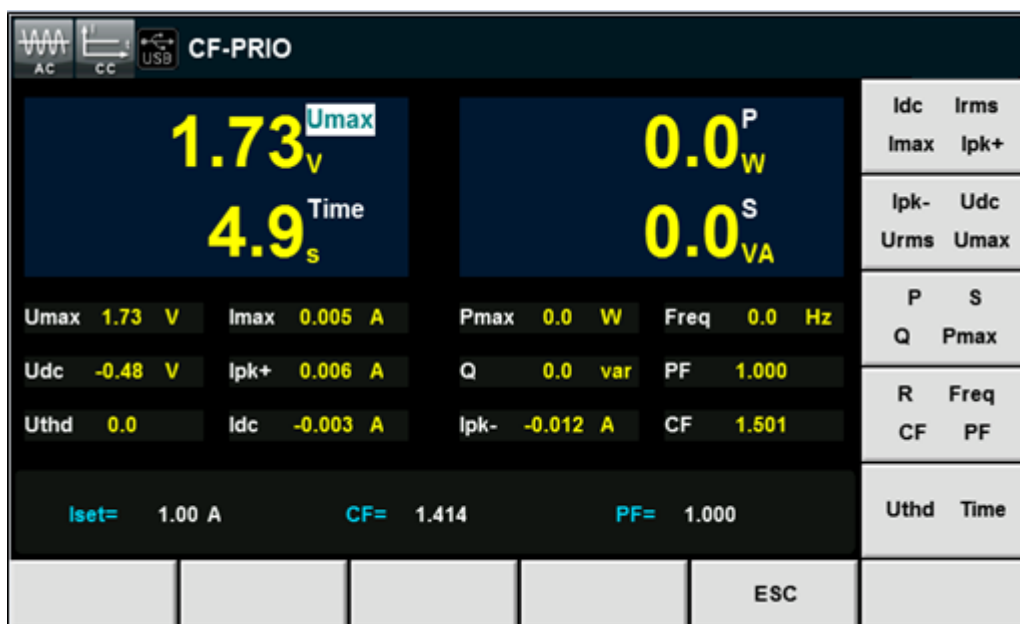 AC CC USB CF-PRIO
1.73 Umax V
4.9 Time s
0.0 P W
0.0 S VA
Umax 1.73 V Imax 0.005 A Pmax 0.0 W Freq 0.0 Hz
Udc -0.48 V Ipk+ 0.006 A Q 0.0 var PF 1.000
Uthd 0.0 Idc -0.003 A Ipk- -0.012 A CF 1.501
Iset= 1.00 A CF= 1.414 PF= 1.000
Idc Irms
Imax Ipk+
Ipk- Udc
Urms Umax
P S
Q Pmax
R Freq
CF PF
Uthd Time
ESC